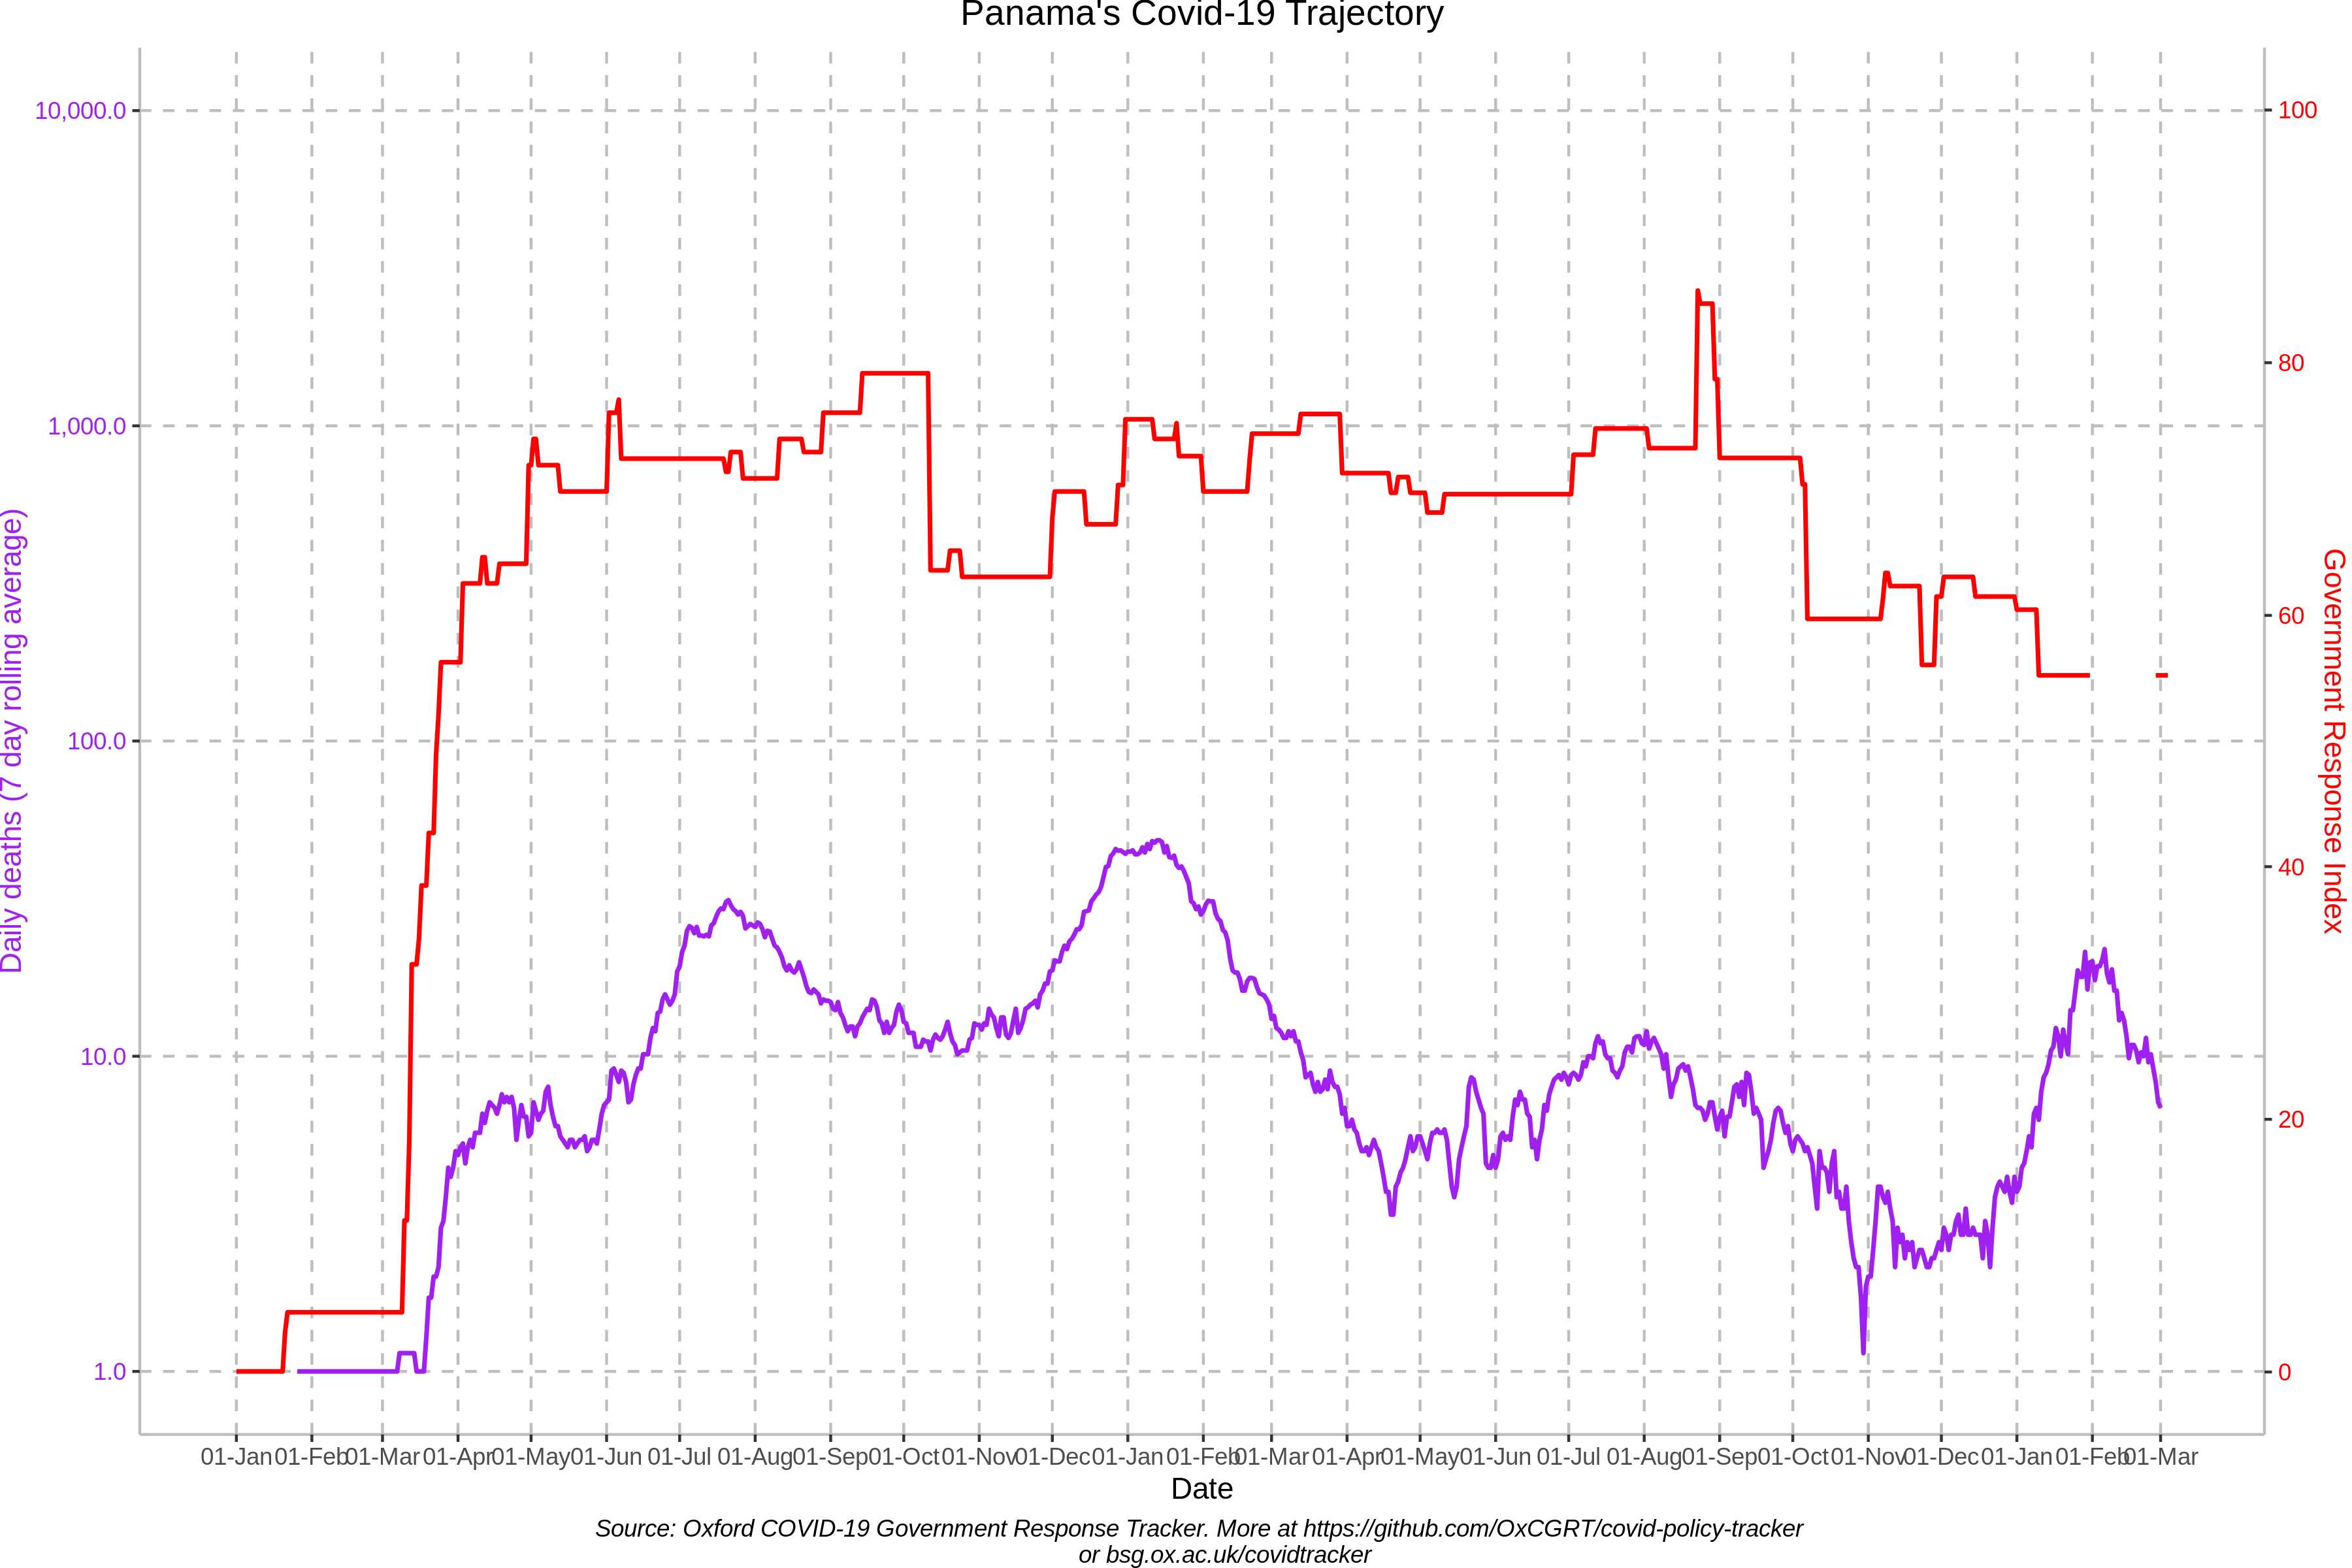 Panama's Covid-19 Trajectory
10,000.0
1,000.0
100.0
10.0
1.0
Daily deaths (7 day rolling average)
100
80
60
40
20
0
Government Response Index
01-Jan 01-Feb 01-Mar 01-Apr 01-May 01-Jun 01-Jul 01-Aug 01-Sep 01-Oct 01-Nov 01-Dec 01-Jan 01-Feb 01-Mar 01-Apr 01-May 01-Jun 01-Jul 01-Aug 01-Sep 01-Oct 01-Nov 01-Dec 01-Jan 01-Feb 01-Mar
Date
Source: Oxford COVID-19 Government Response Tracker. More at https://github.com/OxCGRT/covid-policy-tracker
or bsg.ox.ac.uk/covidtracker